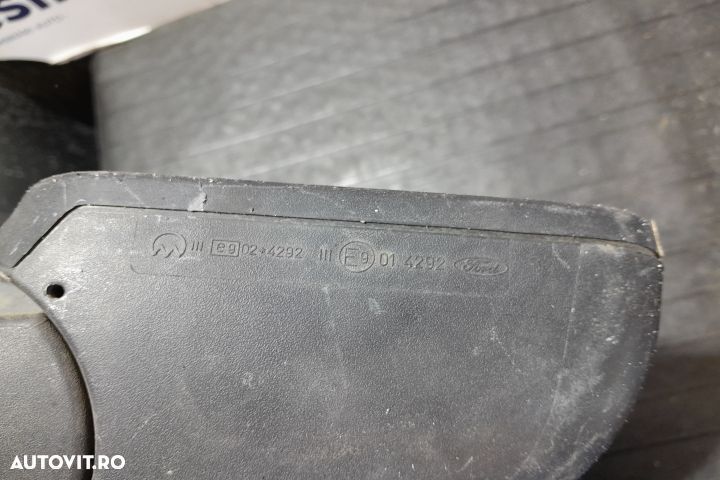 III e9 02*4292 III E9 01 4292 Ford
AUTOVIT.RO